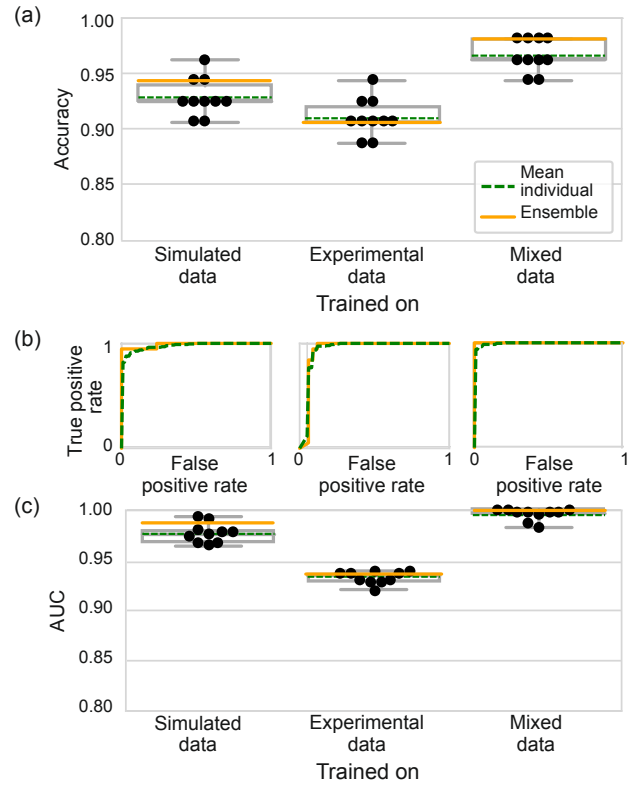 (a)
1.00
0.95
0.90
0.85
0.80
Accuracy
Mean
individual
Ensemble
Simulated
data
Experimental
data
Mixed
data
Trained on
(b)
1
0
True positive
rate
0
1
False
positive rate
0
1
False
positive rate
0
1
False
positive rate
(c)
1.00
0.95
0.90
0.85
0.80
AUC
Simulated
data
Experimental
data
Mixed
data
Trained on